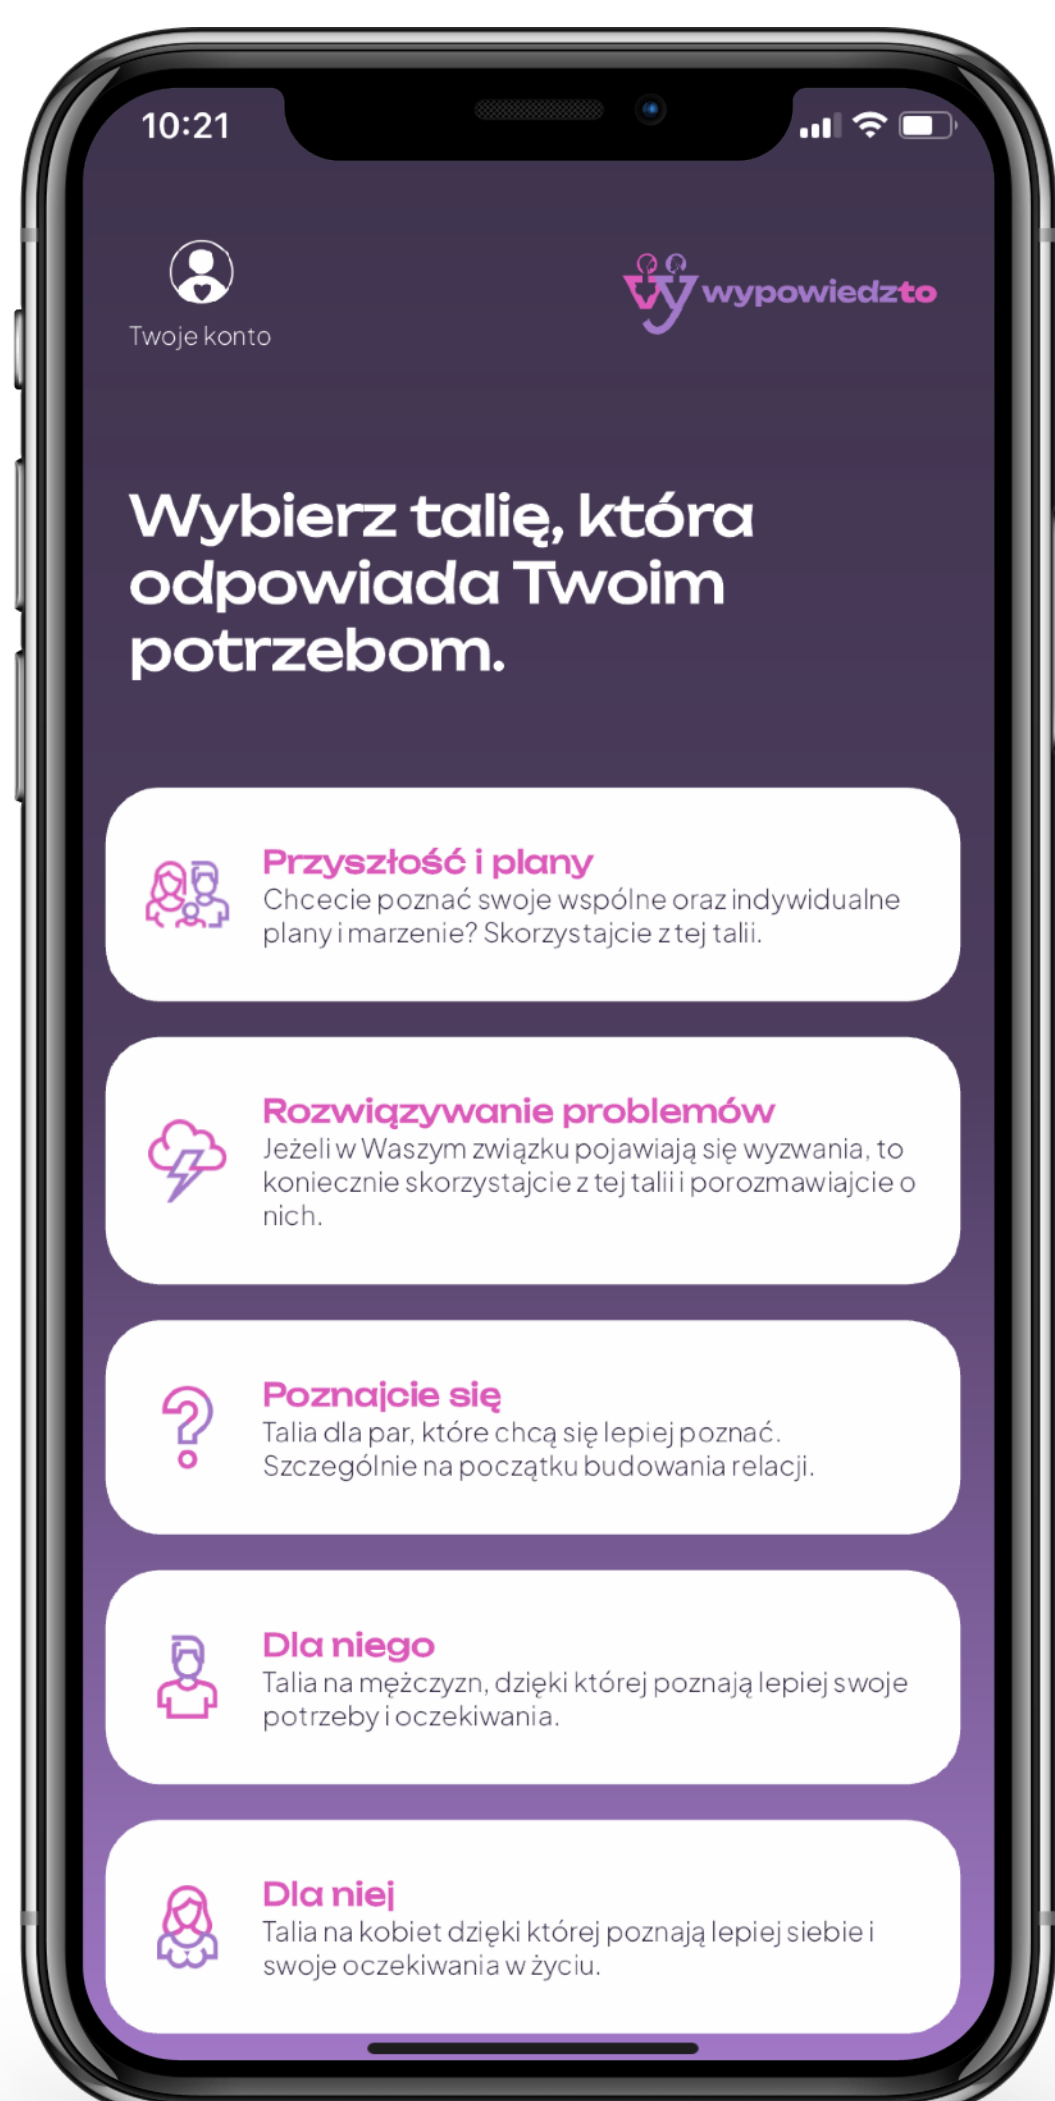 10:21
Twoje konto
wypowiedzto
Wybierz talię, która
odpowiada Twoim
potrzebom.
Przyszłość i plany
Chcecie poznać swoje wspólne oraz indywidualne
plany i marzenie? Skorzystajcie z tej talii.
Rozwiązywanie problemów
Jeżeli w Waszym związku pojawiają się wyzwania, to
koniecznie skorzystajcie z tej talii i porozmawiajcie o
nich.
Poznajcie się
Talia dla par, które chcą się lepiej poznać.
Szczególnie na początku budowania relacji.
Dla niego
Talia na mężczyzn, dzięki której poznają lepiej swoje
potrzeby i oczekiwania.
Dla niej
Talia na kobiet dzięki której poznają lepiej siebie i
swoje oczekiwania w życiu.